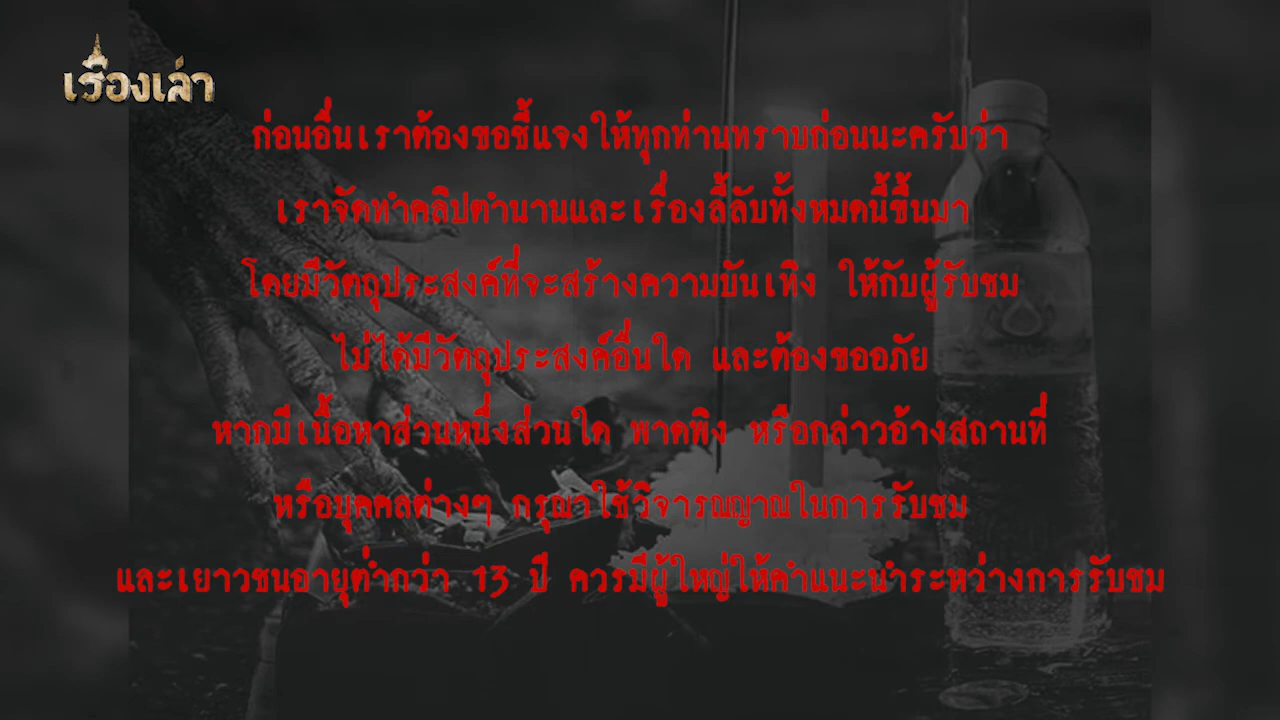 เรื่องเล่า
ก่อนอื่นเราต้องขอชี้แจงให้ทุกท่านทราบก่อนนะครับว่า
เราจัดทำคลิปตำนานและเรื่องลี้ลับทั้งหมดนี้ขึ้นมา
โดยมีวัตถุประสงค์ที่จะสร้างความบันเทิง ให้กับผู้รับชม
ไม่ได้มีวัตถุประสงค์อื่นใด และต้องขออภัย
หากมีเนื้อหาส่วนหนึ่งส่วนใด พาดพิง หรือกล่าวอ้างสถานที่
หรือบุคคลต่างๆ กรุณาใช้วิจารณญาณในการรับชม
และเยาวชนอายุต่ำกว่า 13 ปี ควรมีผู้ใหญ่ให้คำแนะนำระหว่างการรับชม